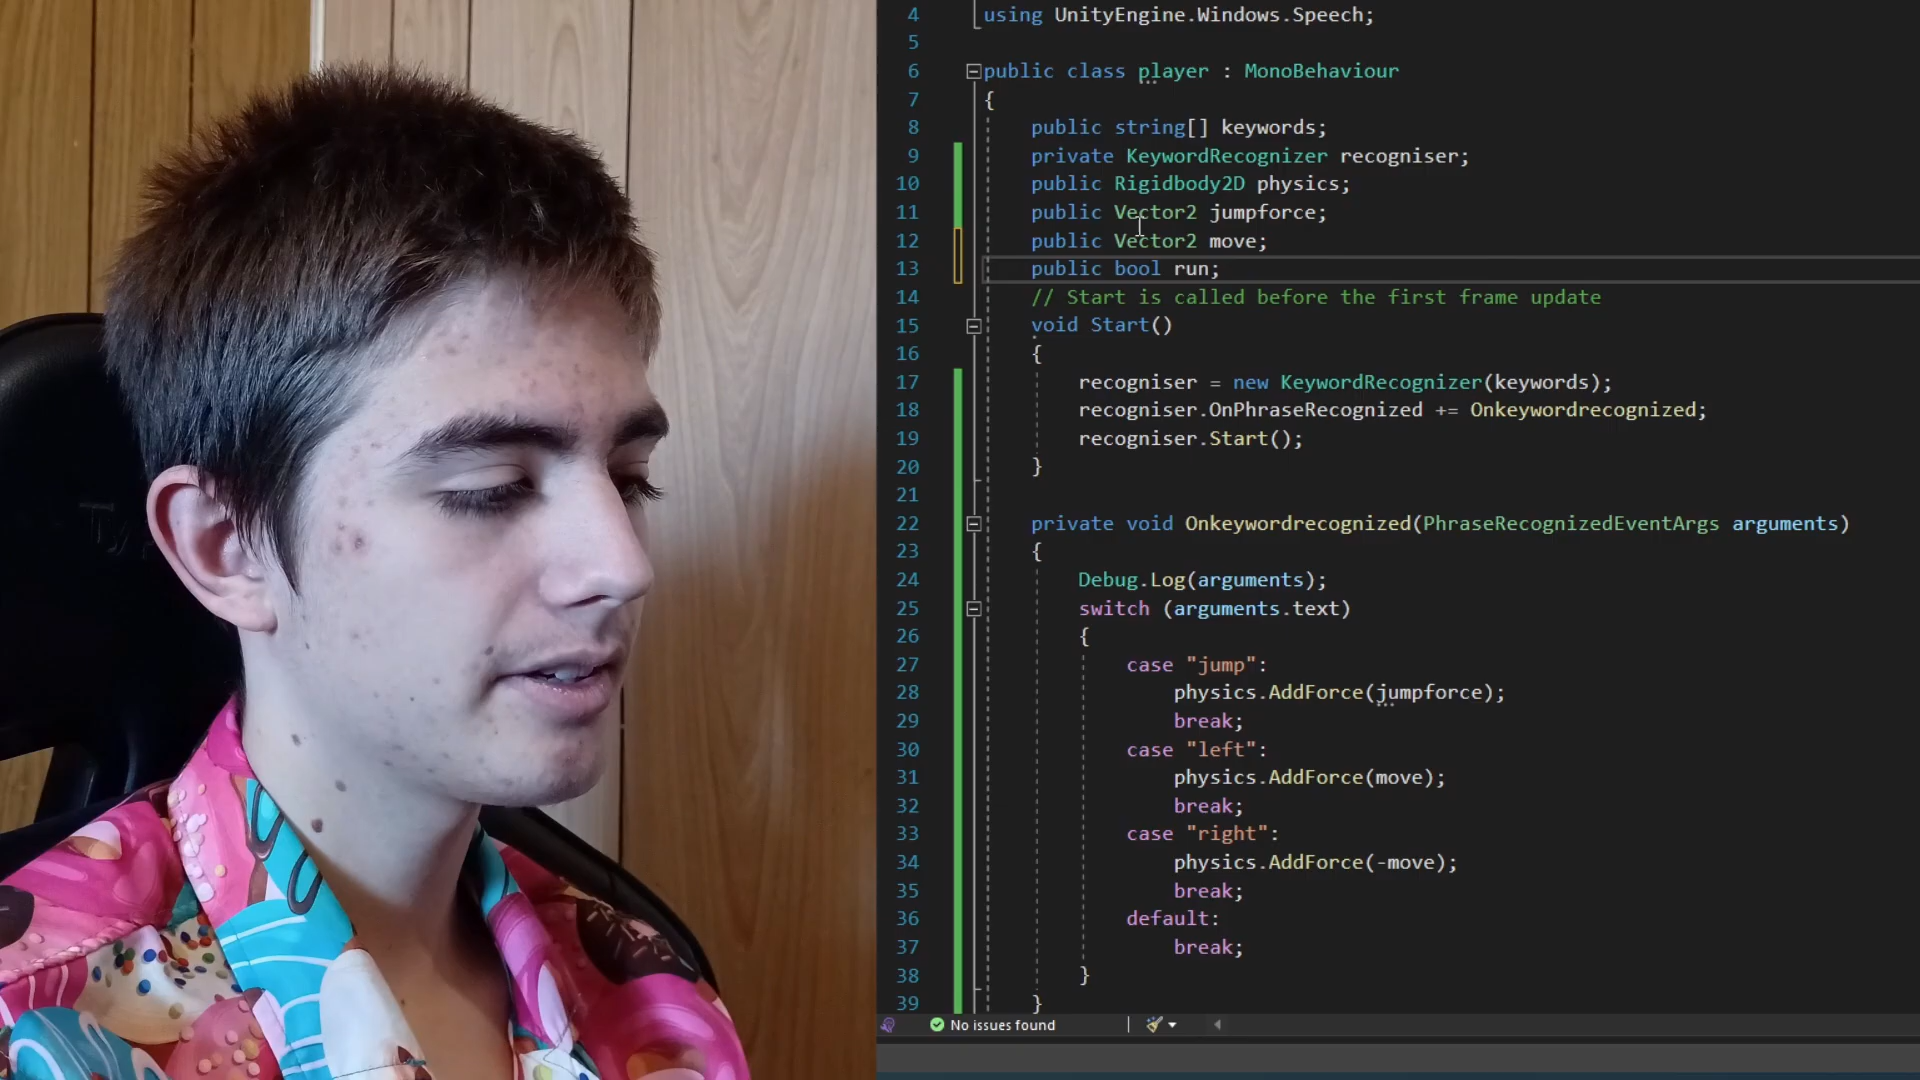 4 using UnityEngine.Windows.Speech;
5
6 public class player : MonoBehaviour
7 {
8 public string[] keywords;
9 private KeywordRecognizer recogniser;
10 public Rigidbody2D physics;
11 public Vector2 jumpforce;
12 public Vector2 move;
13 public bool run;
14 // Start is called before the first frame update
15 void Start()
16 {
17 recogniser = new KeywordRecognizer(keywords);
18 recogniser.OnPhraseRecognized += Onkeywordrecognized;
19 recogniser.Start();
20 }
21
22 private void Onkeywordrecognized(PhraseRecognizedEventArgs arguments)
23 {
24 Debug.Log(arguments);
25 switch (arguments.text)
26 {
27 case "jump":
28 physics.AddForce(jumpforce);
29 break;
30 case "left":
31 physics.AddForce(move);
32 break;
33 case "right":
34 physics.AddForce(-move);
35 break;
36 default:
37 break;
38 }
39 }
No issues found